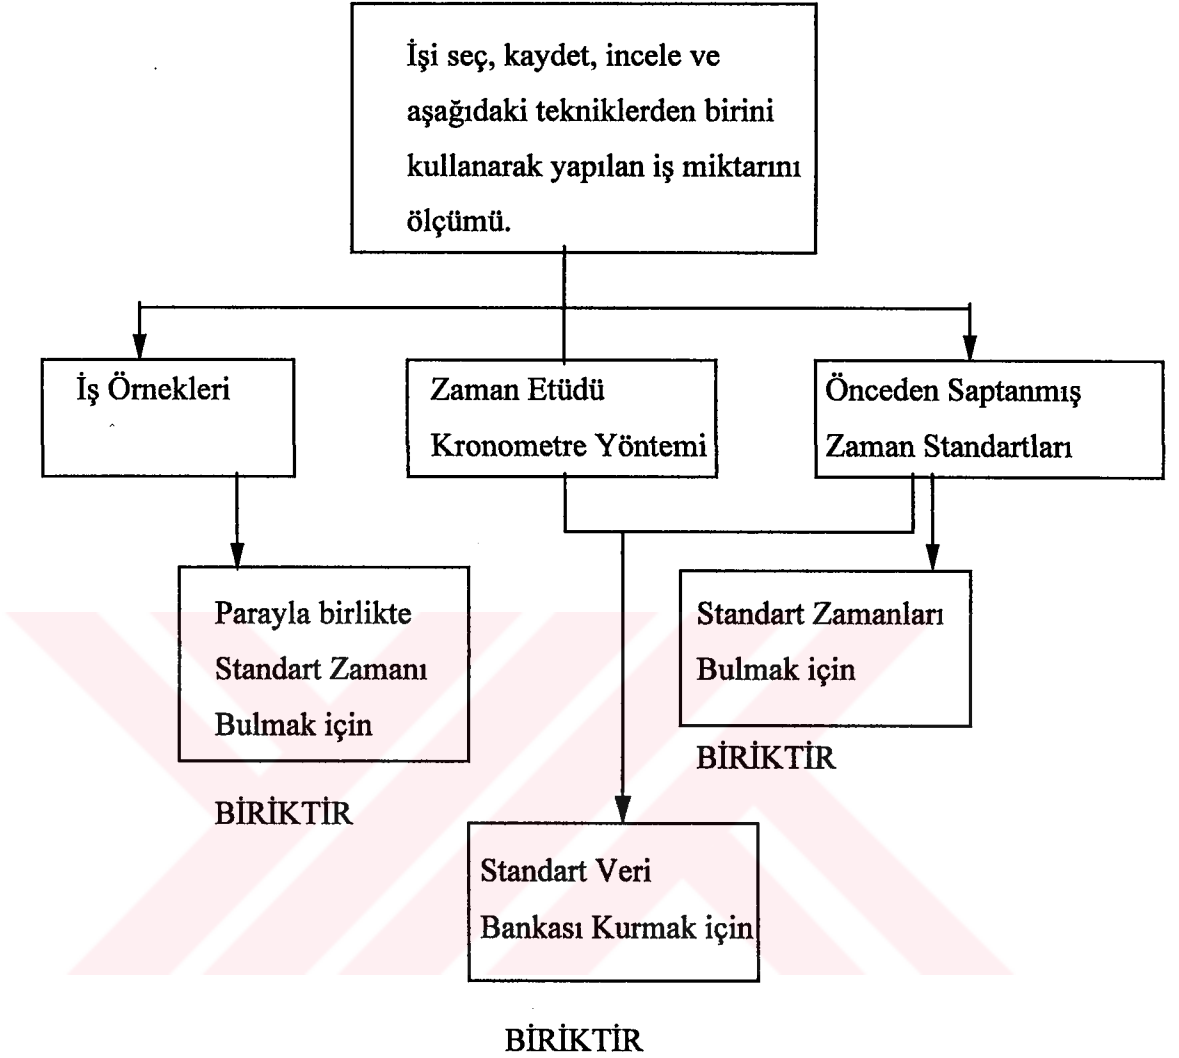 İşi seç, kaydet, incele ve
aşağıdaki tekniklerden birini
kullanarak yapılan iş miktarını
ölçümü.
İş Örnekleri
Zaman Etüdü
Kronometre Yöntemi
Önceden Saptanmış
Zaman Standartları
Parayla birlikte
Standart Zamanı
Bulmak için
BİRİKTİR
Standart Zamanları
Bulmak için
BİRİKTİR
Standart Veri
Bankası Kurmak için
BİRİKTİR